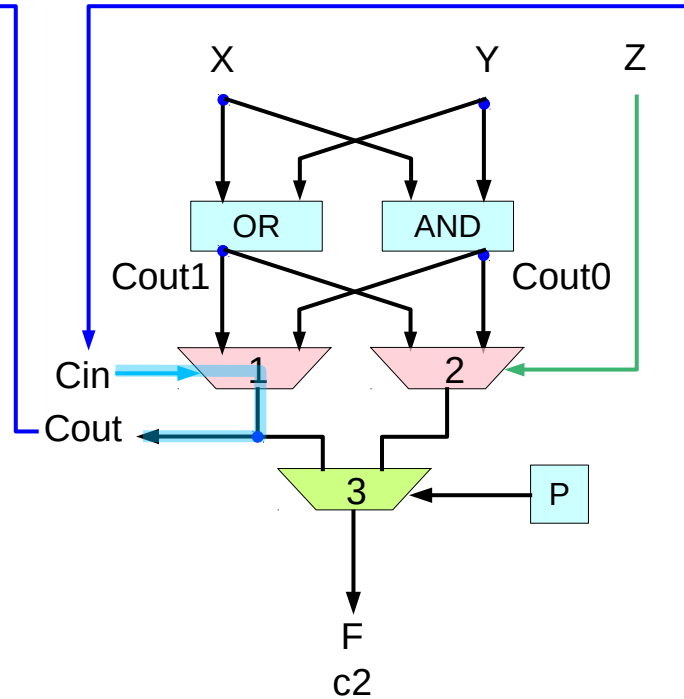 X Y Z
OR AND
Cout1 Cout0
Cin 1 2
Cout
3 P
F
c2